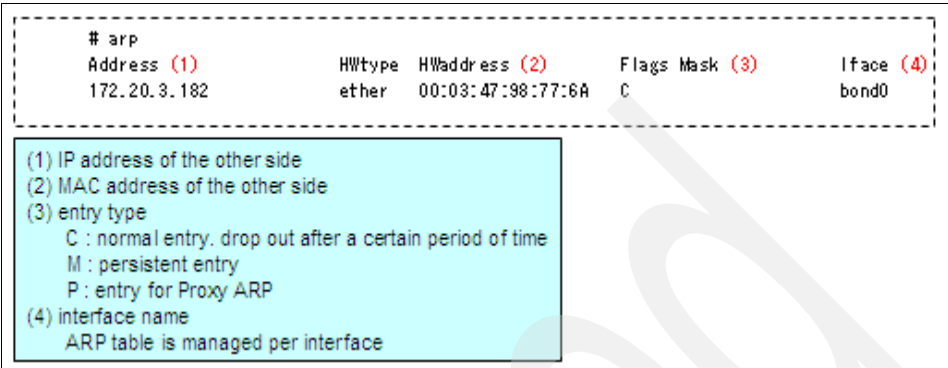 # arp
Address (1) HWtype HWaddress (2) Flags Mask (3) Iface (4)
172.20.3.182 ether 00:03:47:98:77:6A C bond0
(1) IP address of the other side
(2) MAC address of the other side
(3) entry type
C : normal entry. drop out after a certain period of time
M : persistent entry
P : entry for Proxy ARP
(4) interface name
ARP table is managed per interface